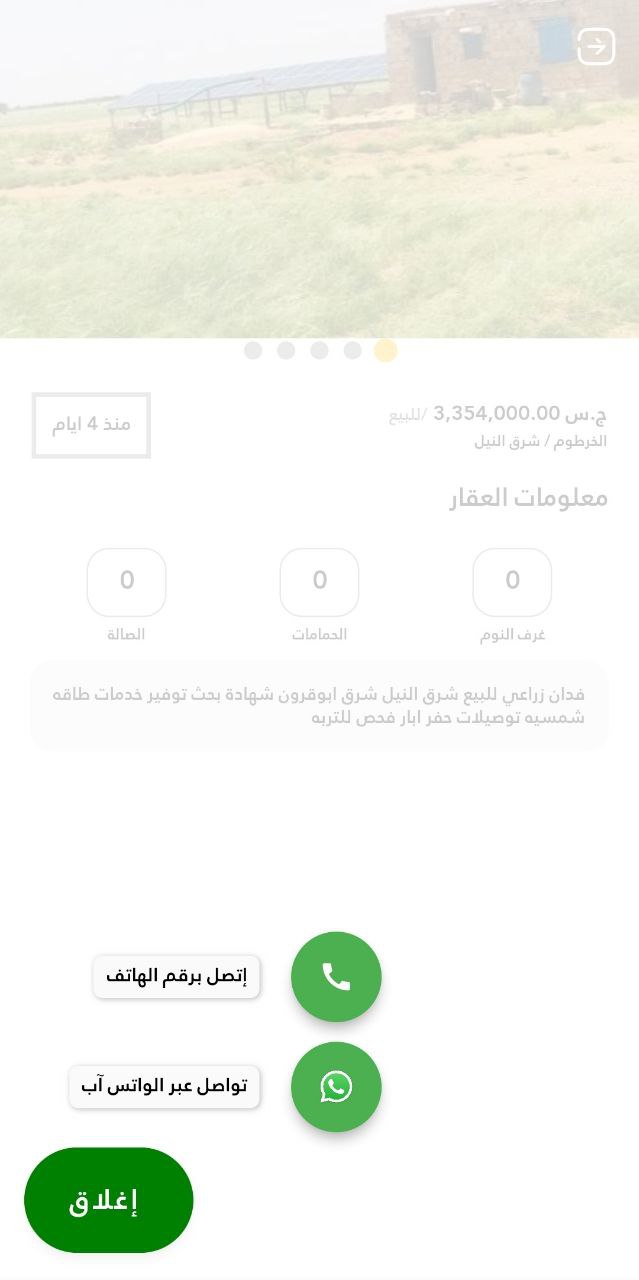 ج.س 3,354,000.00 /للبيع
الخرطوم / شرق النيل
منذ 4 ايام
معلومات العقار
0
غرف النوم
0
الحمامات
0
الصالة
فدان زراعي للبيع شرق النيل شرق ابوقرون شهادة بحث توفير خدمات طاقه
شمسيه توصيلات حفر ابار فحص للتربه
إتصل برقم الهاتف
تواصل عبر الواتس آب
إغلاق